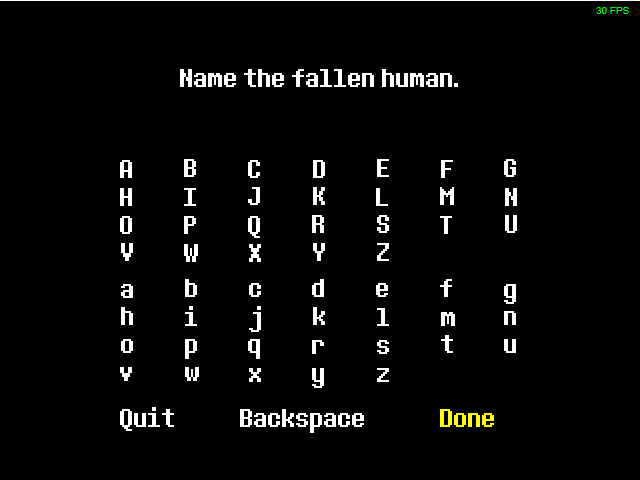 30 FPS
Name the fallen human.
A B C D E F G
H I J K L M N
O P Q R S T U
V W X Y Z
a b c d e f g
h i j k l m n
o p q r s t u
v w x y z
Quit Backspace Done